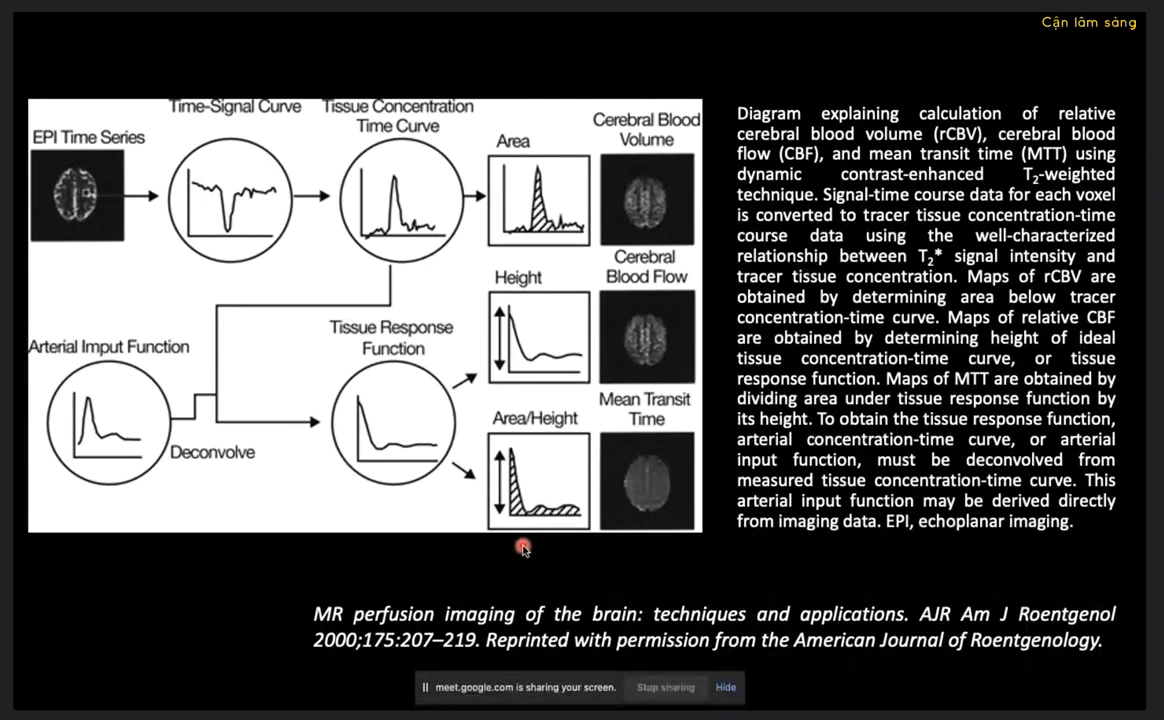 Cận lâm sàng
Time-Signal Curve
Tissue Concentration
Time Curve
EPI Time Series
Area
Cerebral Blood
Volume
Height
Cerebral
Blood Flow
Arterial Imput Function
Deconvolve
Tissue Response
Function
Area/Height
Mean Transit
Time
Diagram explaining calculation of relative
cerebral blood volume (rCBV), cerebral blood
flow (CBF), and mean transit time (MTT) using
dynamic contrast-enhanced T2-weighted
technique. Signal-time course data for each voxel
is converted to tracer tissue concentration-time
course data using the well-characterized
relationship between T2* signal intensity and
tracer tissue concentration. Maps of rCBV are
obtained by determining area below tracer
concentration-time curve. Maps of relative CBF
are obtained by determining height of ideal
tissue concentration-time curve, or tissue
response function. Maps of MTT are obtained by
dividing area under tissue response function by
its height. To obtain the tissue response function,
arterial concentration-time curve, or arterial
input function, must be deconvolved from
measured tissue concentration-time curve. This
arterial input function may be derived directly
from imaging data. EPI, echoplanar imaging.
MR perfusion imaging of the brain: techniques and applications. AJR Am J Roentgenol
2000;175:207–219. Reprinted with permission from the American Journal of Roentgenology.
meet.google.com is sharing your screen.
Stop sharing
Hide